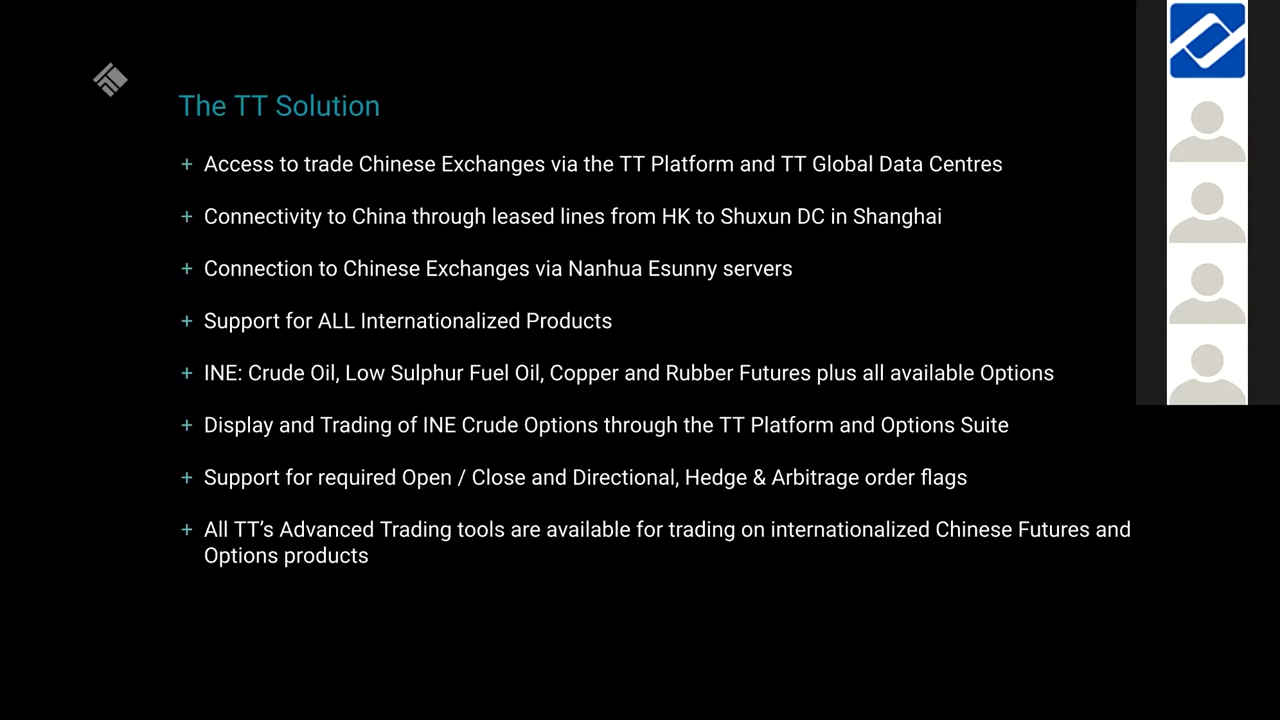 The TT Solution
+ Access to trade Chinese Exchanges via the TT Platform and TT Global Data Centres
+ Connectivity to China through leased lines from HK to Shuxun DC in Shanghai
+ Connection to Chinese Exchanges via Nanhua Esunny servers
+ Support for ALL Internationalized Products
+ INE: Crude Oil, Low Sulphur Fuel Oil, Copper and Rubber Futures plus all available Options
+ Display and Trading of INE Crude Options through the TT Platform and Options Suite
+ Support for required Open / Close and Directional, Hedge & Arbitrage order flags
+ All TT’s Advanced Trading tools are available for trading on internationalized Chinese Futures and
Options products